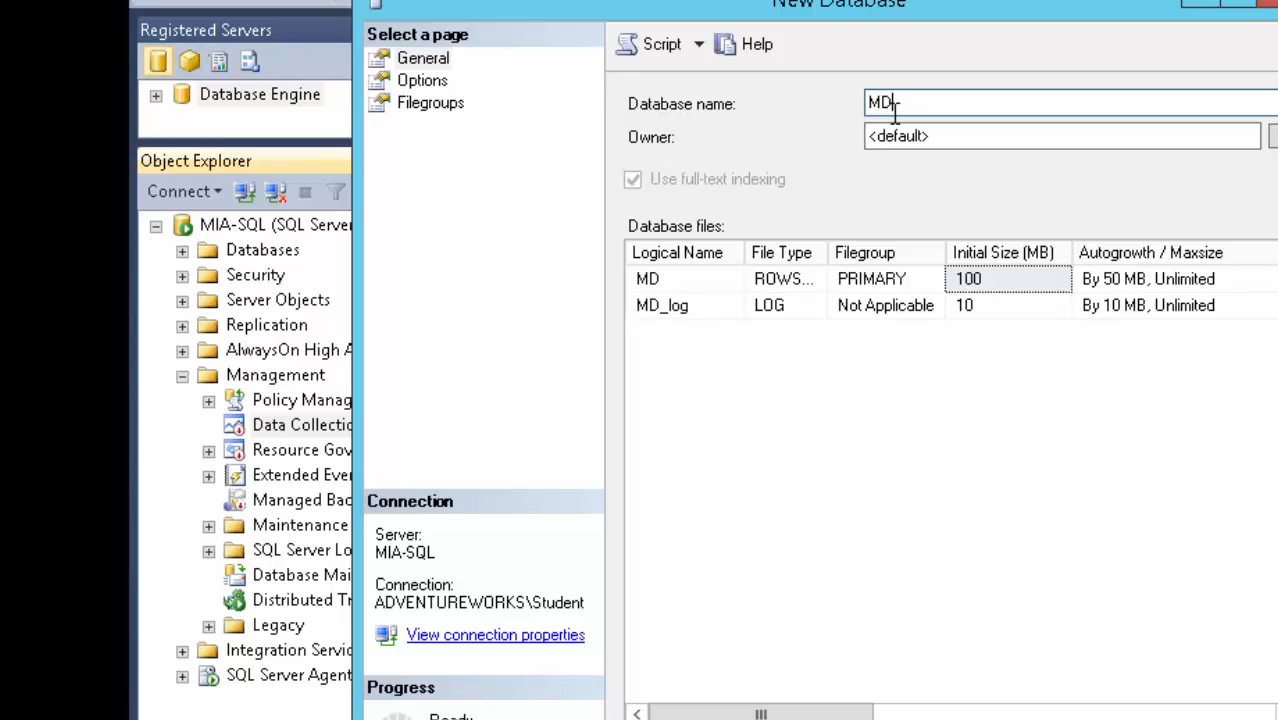 New Database
Registered Servers
Select a page
Script Help
General
Options
Filegroups
Database Engine
Database name: MD
Owner: <default>
Object Explorer
Use full-text indexing
Connect
MIA-SQL (SQL Server
Database files:
Databases
Logical Name File Type Filegroup Initial Size (MB) Autogrowth / Maxsize
Security
MD ROWS... PRIMARY 100 By 50 MB, Unlimited
Server Objects
MD_log LOG Not Applicable 10 By 10 MB, Unlimited
Replication
AlwaysOn High A
Management
Policy Manag
Data Collectio
Resource Gov
Extended Eve
Managed Bac
Maintenance
SQL Server Lo
Database Mai
Distributed Tr
Legacy
Integration Servic
SQL Server Agent
Connection
Server:
MIA-SQL
Connection:
ADVENTUREWORKS\Student
View connection properties
Progress
Ready